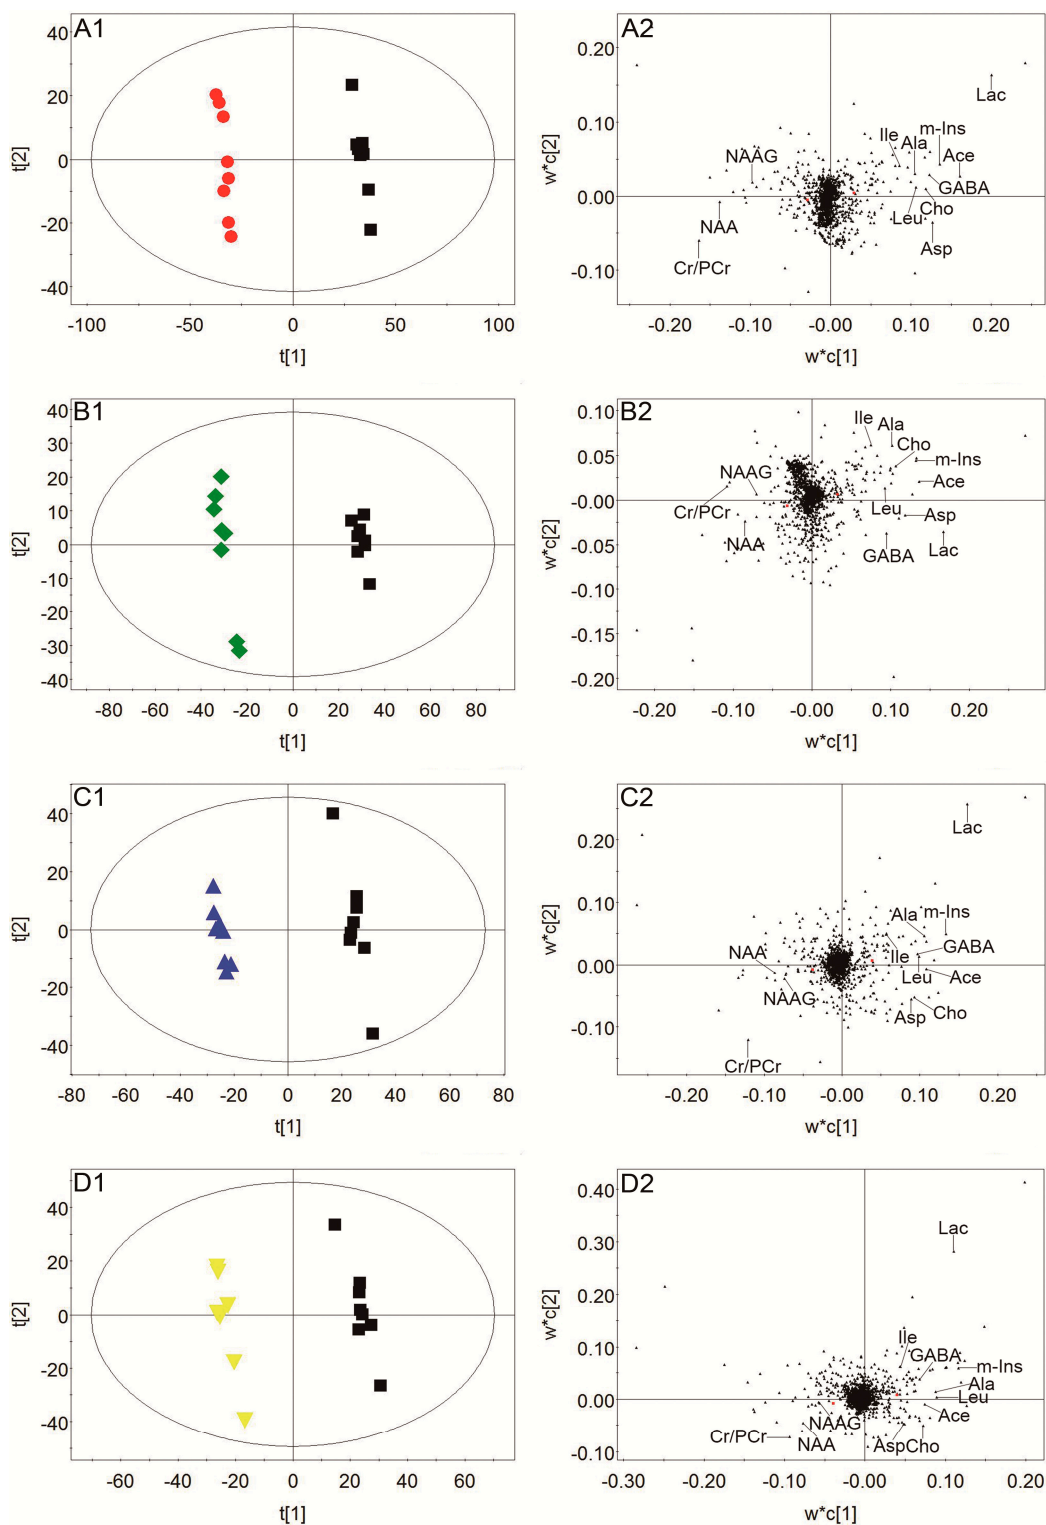 A1
40
20
0
-20
-40
t[2]
-100
-50
0
50
100
t[1]
A2
0.20
0.10
0.00
-0.10
w*c[2]
Lac
Ile
Ala
m-Ins
Ace
NAAG
GABA
Leu
Cho
NAA
Asp
Cr/PCr
-0.20
-0.10
-0.00
0.10
0.20
w*c[1]
B1
40
30
20
10
0
-10
-20
-30
-40
t[2]
-80
-60
-40
-20
0
20
40
60
80
t[1]
B2
0.10
0.05
-0.00
-0.05
-0.10
-0.15
-0.20
w*c[2]
Ile
Ala
Cho
m-Ins
NAAG
Ace
Cr/PCr
Leu
Asp
NAA
GABA
Lac
-0.20
-0.10
-0.00
0.10
0.20
w*c[1]
C1
40
20
0
-20
-40
t[2]
-80
-60
-40
-20
0
20
40
60
80
t[1]
C2
0.20
0.10
0.00
-0.10
w*c[2]
Lac
Ala
m-Ins
NAA
GABA
Ile
Leu
Ace
NAAG
Asp
Cho
Cr/PCr
-0.20
-0.10
-0.00
0.10
0.20
w*c[1]
D1
40
20
0
-20
-40
t[2]
-60
-40
-20
0
20
40
60
t[1]
D2
0.40
0.30
0.20
0.10
0.00
-0.10
w*c[2]
Lac
Ile
GABA
m-Ins
Ala
Leu
NAAG
Ace
Cr/PCr
NAA
Asp
Cho
-0.30
-0.20
-0.10
-0.00
0.10
0.20
w*c[1]